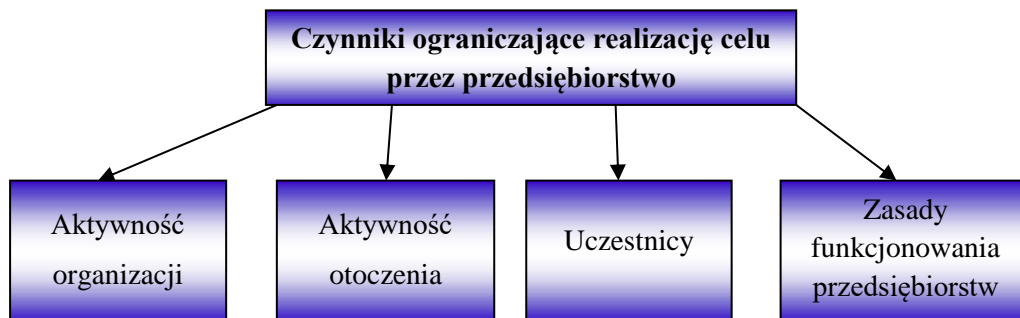 Czynniki ograniczające realizację celu
przez przedsiębiorstwo
Aktywność
organizacji
Aktywność
otoczenia
Uczestnicy
Zasady
funkcjonowania
przedsiębiorstw